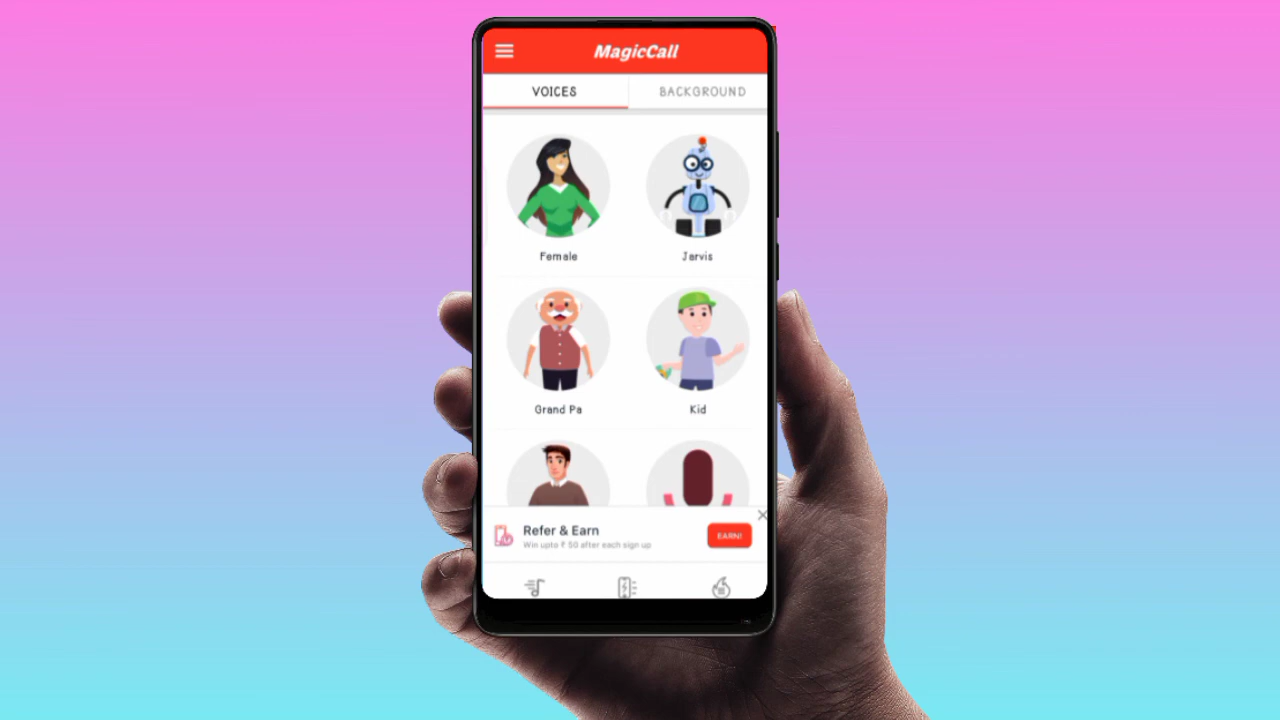 MagicCall
VOICES
BACKGROUND
Female
Jarvis
Grand Pa
Kid
Refer & Earn
Win upto ₹ 50 after each sign up
EARN!